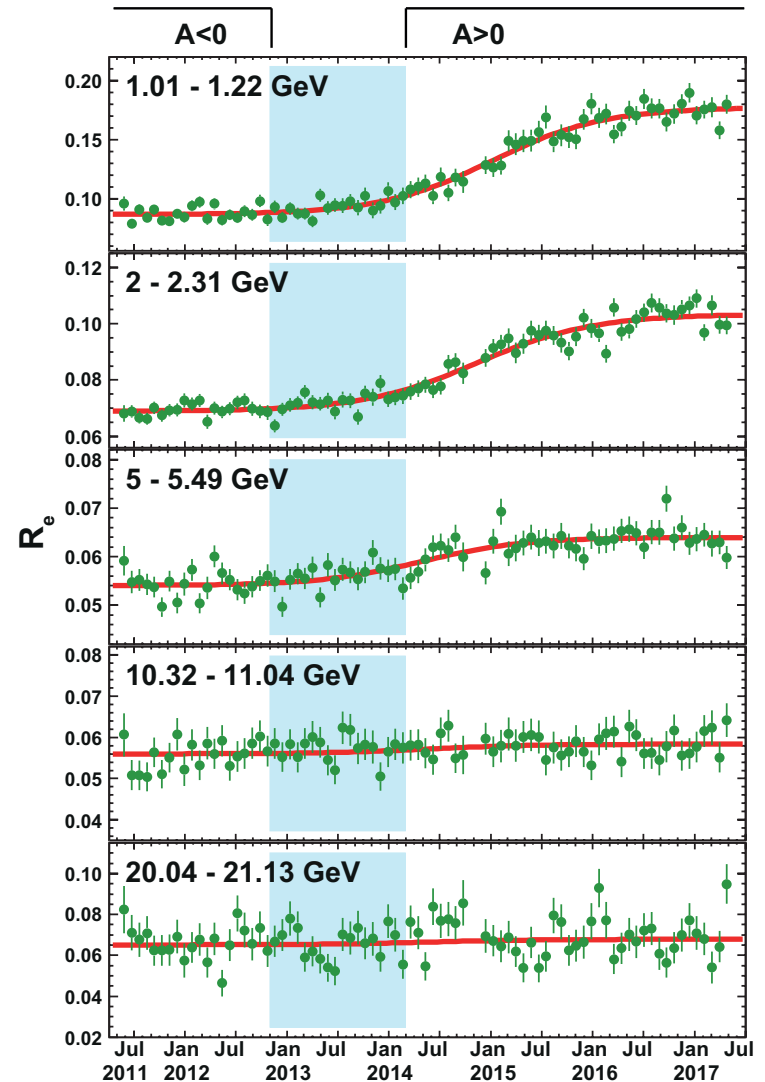 A<0 A>0
1.01 - 1.22 GeV
0.20
0.15
0.10
2 - 2.31 GeV
0.12
0.10
0.08
0.06
5 - 5.49 GeV
0.08
0.07
0.06
0.05
R_e
10.32 - 11.04 GeV
0.08
0.07
0.06
0.05
0.04
20.04 - 21.13 GeV
0.10
0.08
0.06
0.04
0.02
Jul Jan Jul Jan Jul Jan Jul Jan Jul Jan Jul Jan Jul
2011 2012 2013 2014 2015 2016 2017